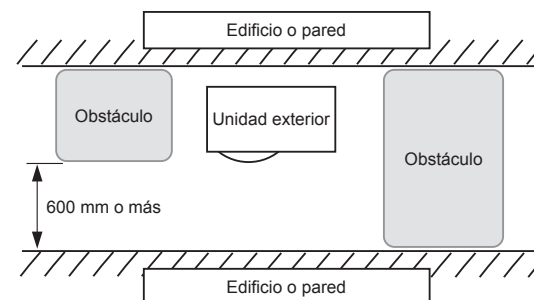 Edificio o pared
Obstáculo
Unidad exterior
Obstáculo
600 mm o más
Edificio o pared